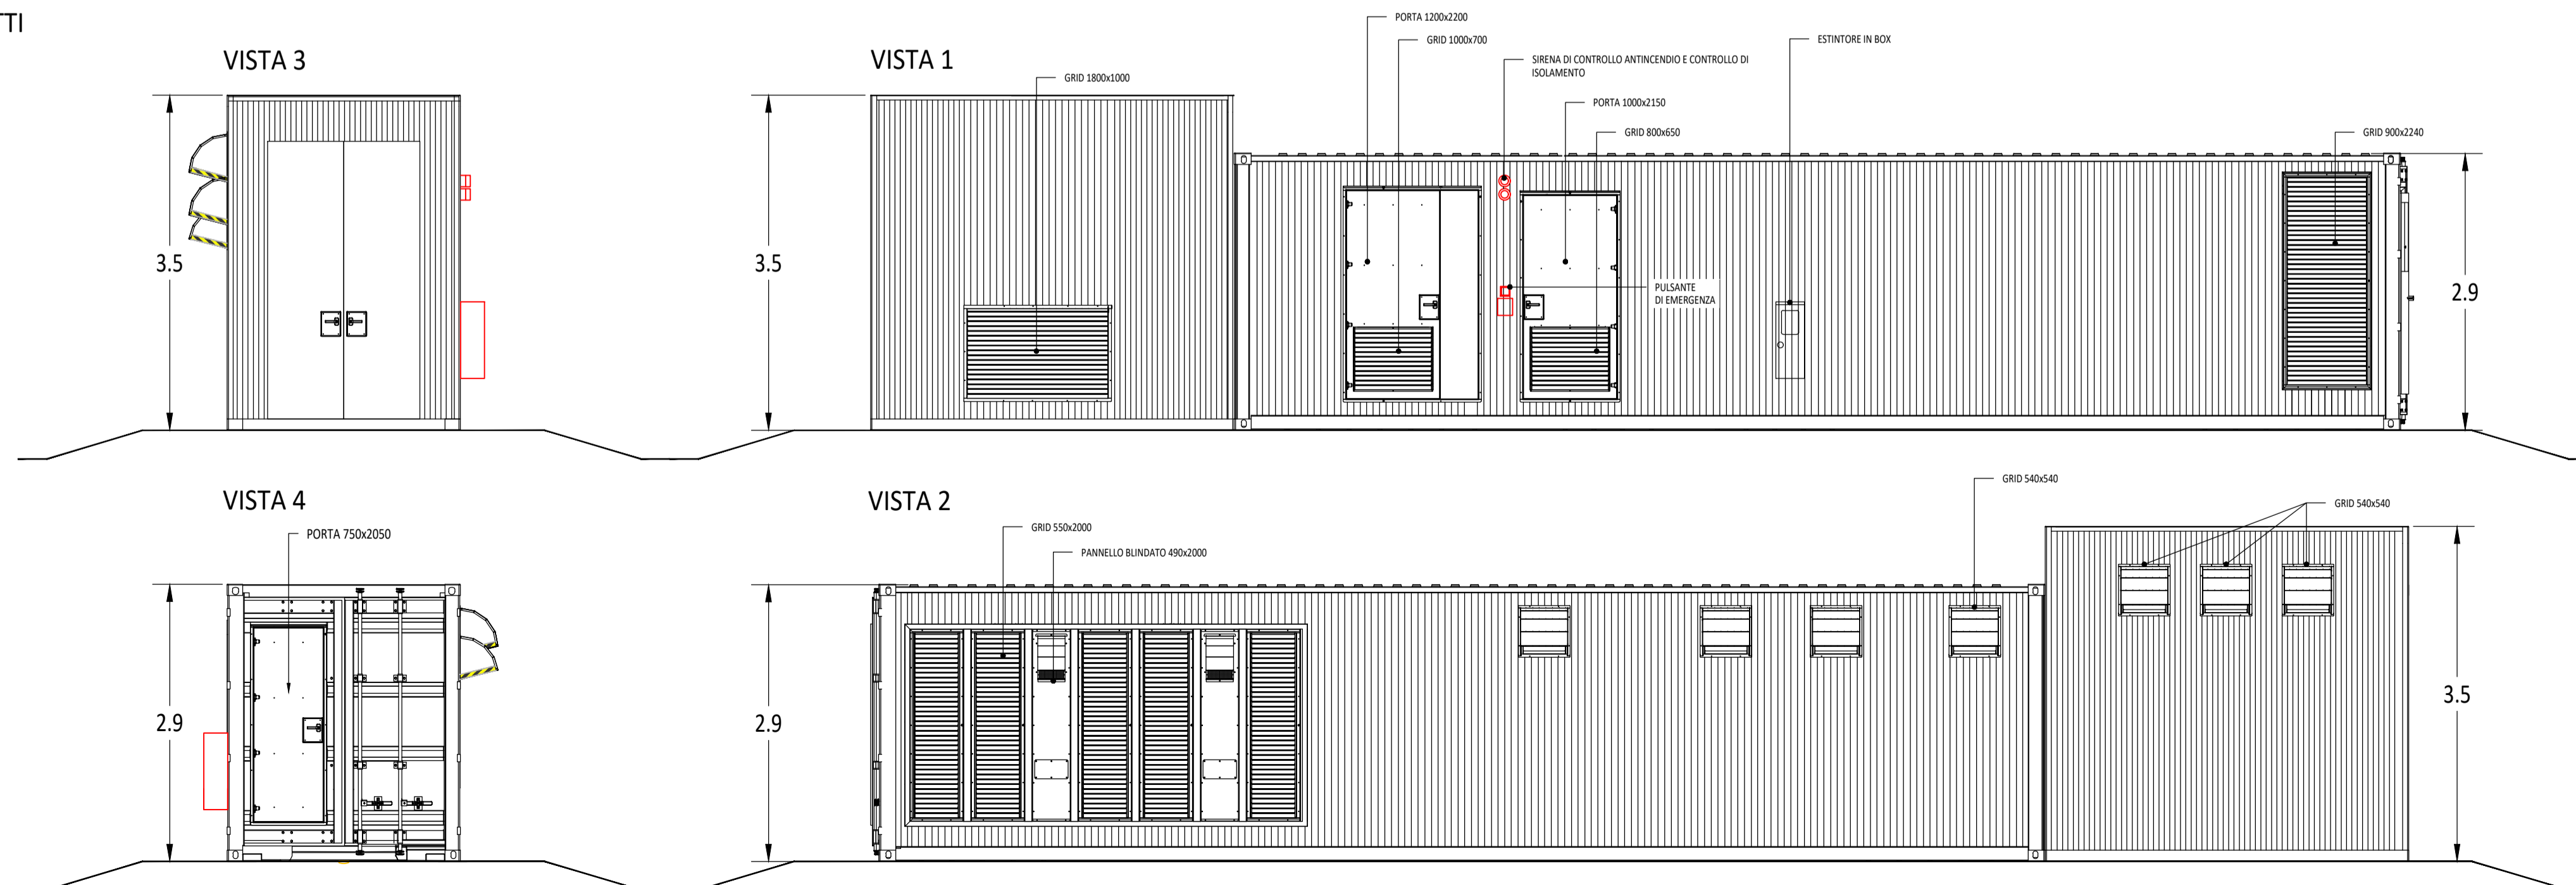 TTI
VISTA 3
3.5
VISTA 1
3.5
GRID 1800x1000
PORTA 1200x2200
GRID 1000x700
SIRENA DI CONTROLLO ANTINCENDIO E CONTROLLO DI
ISOLAMENTO
PORTA 1000x2150
GRID 800x650
ESTINTORE IN BOX
GRID 900x2240
PULSANTE
DI EMERGENZA
2.9
VISTA 4
PORTA 750x2050
2.9
VISTA 2
2.9
GRID 550x2000
PANNELLO BLINDATO 490x2000
GRID 540x540
GRID 540x540
3.5